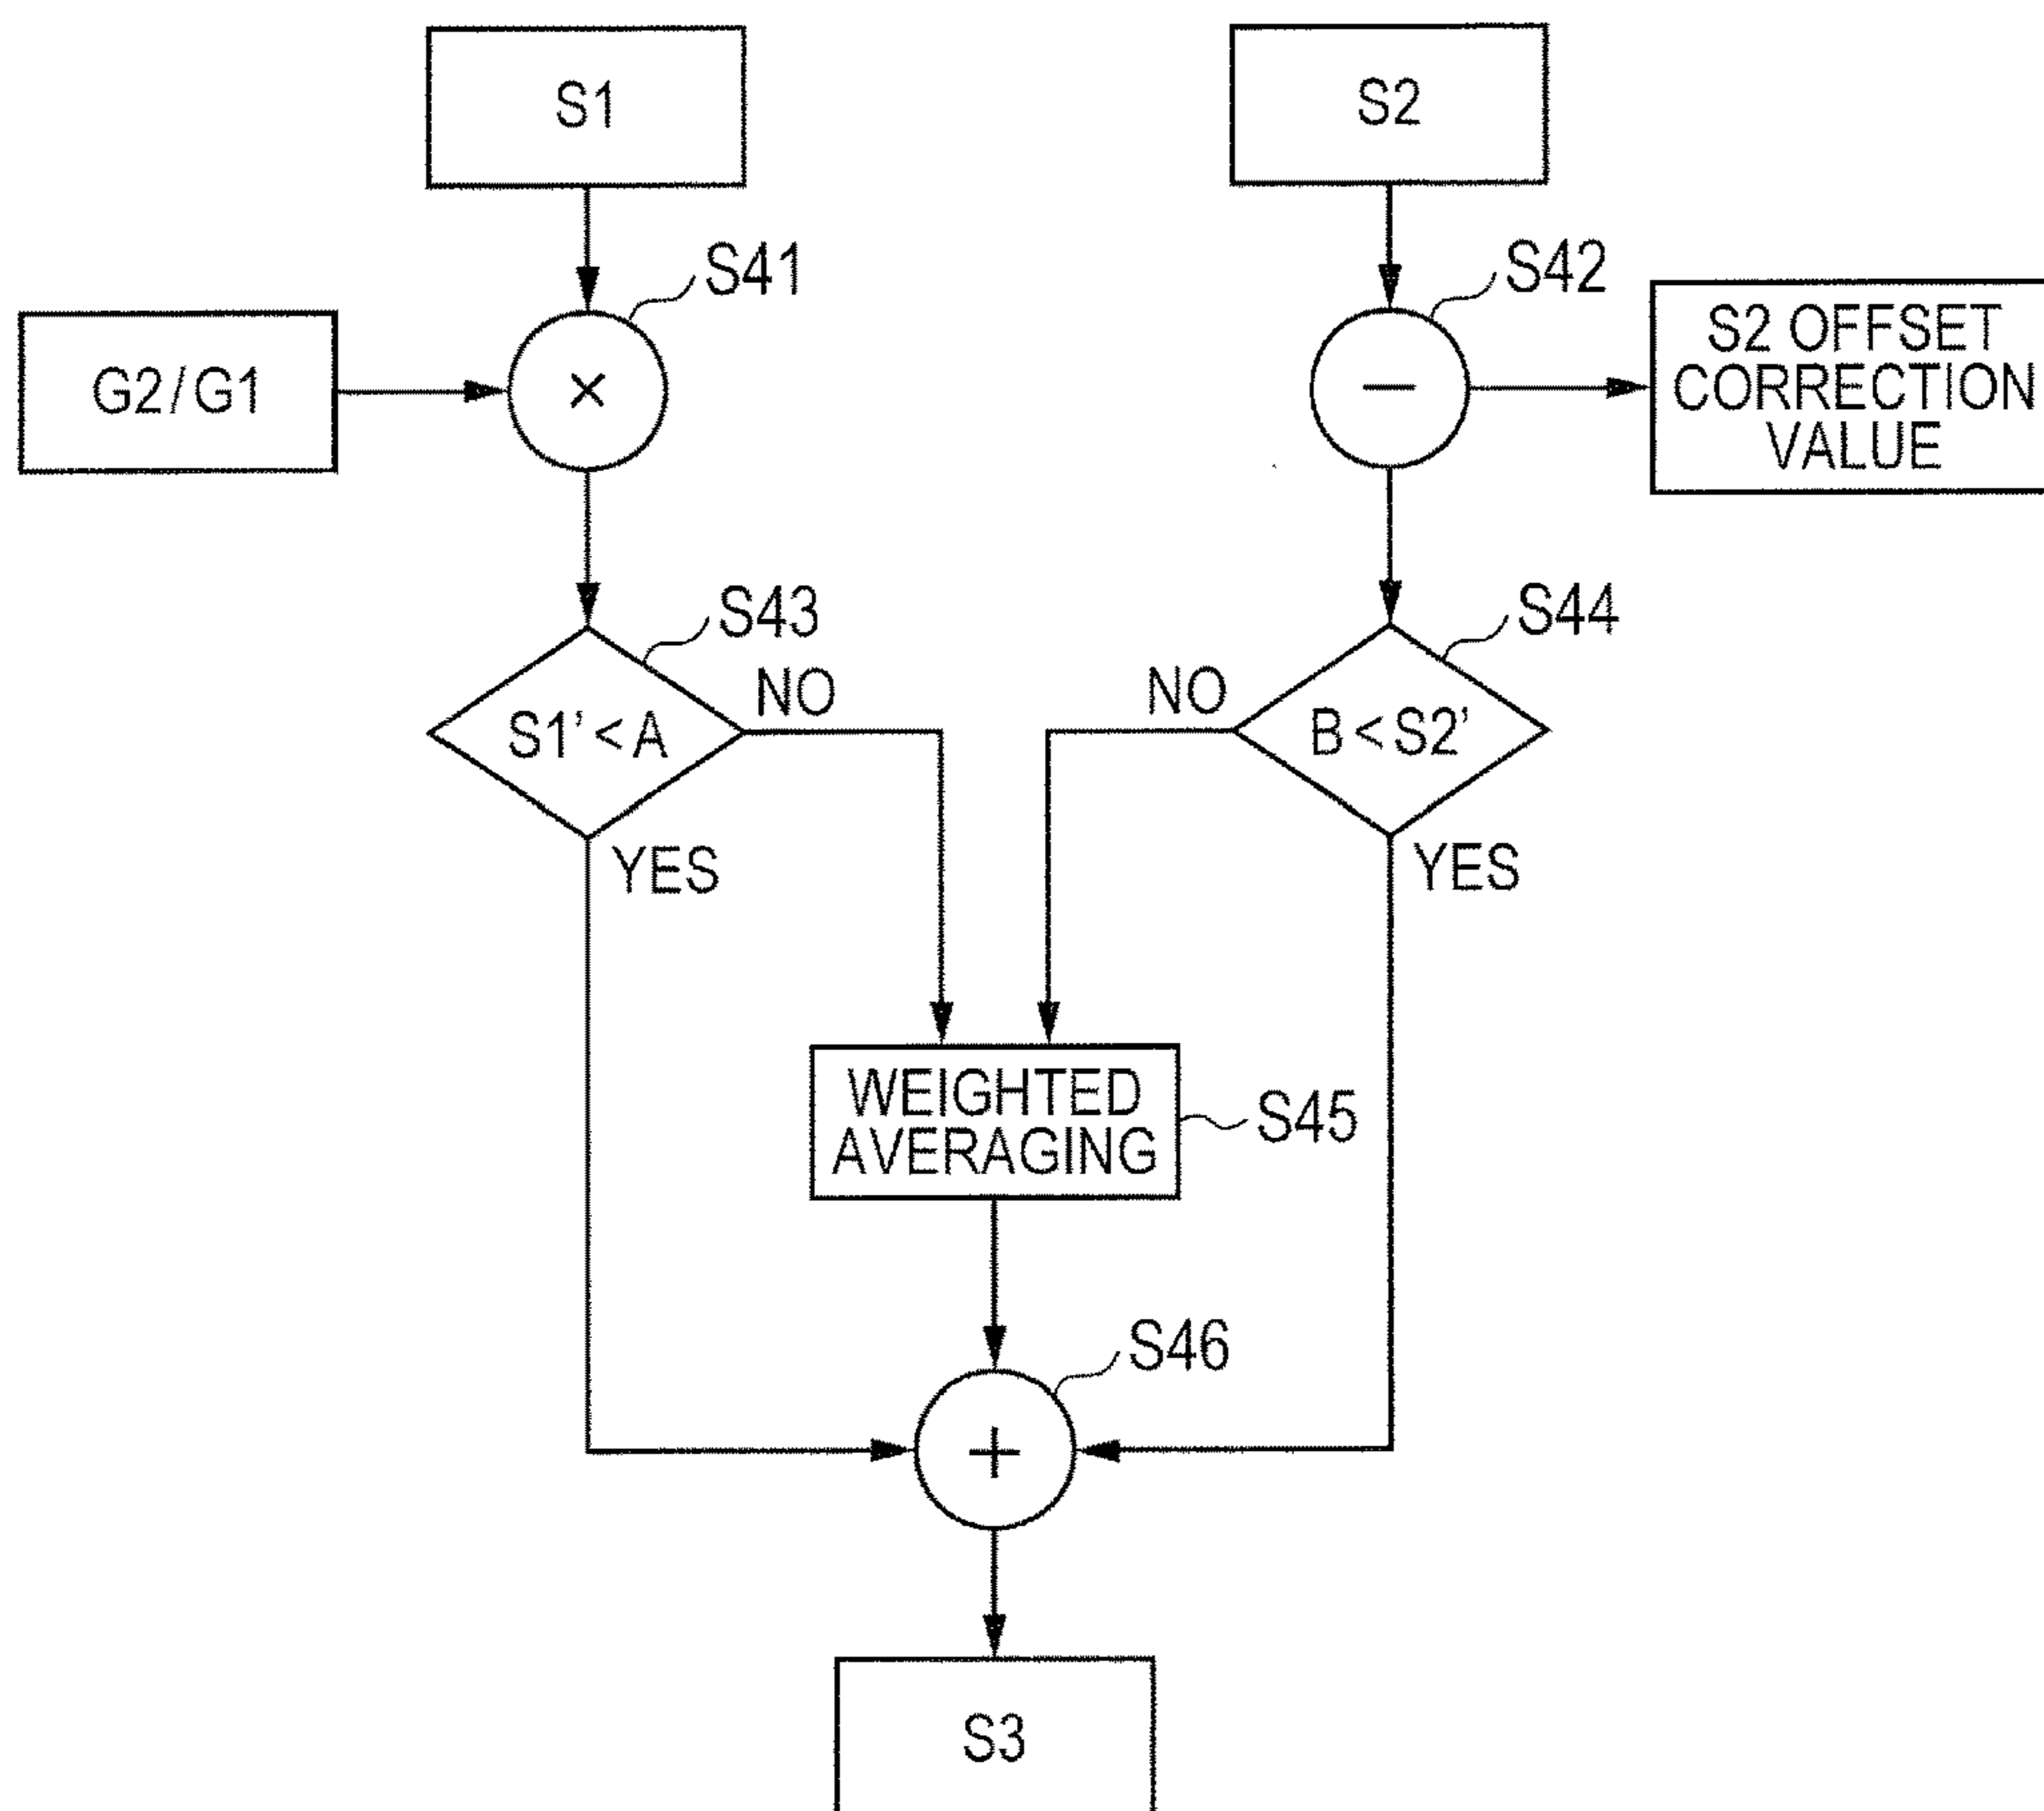 S1
S2
S41
S42
G2/G1
×
−
S2 OFFSET
CORRECTION
VALUE
S43
S44
S1'<A
NO
NO
B<S2'
YES
YES
WEIGHTED
AVERAGING
S45
S46
+
S3